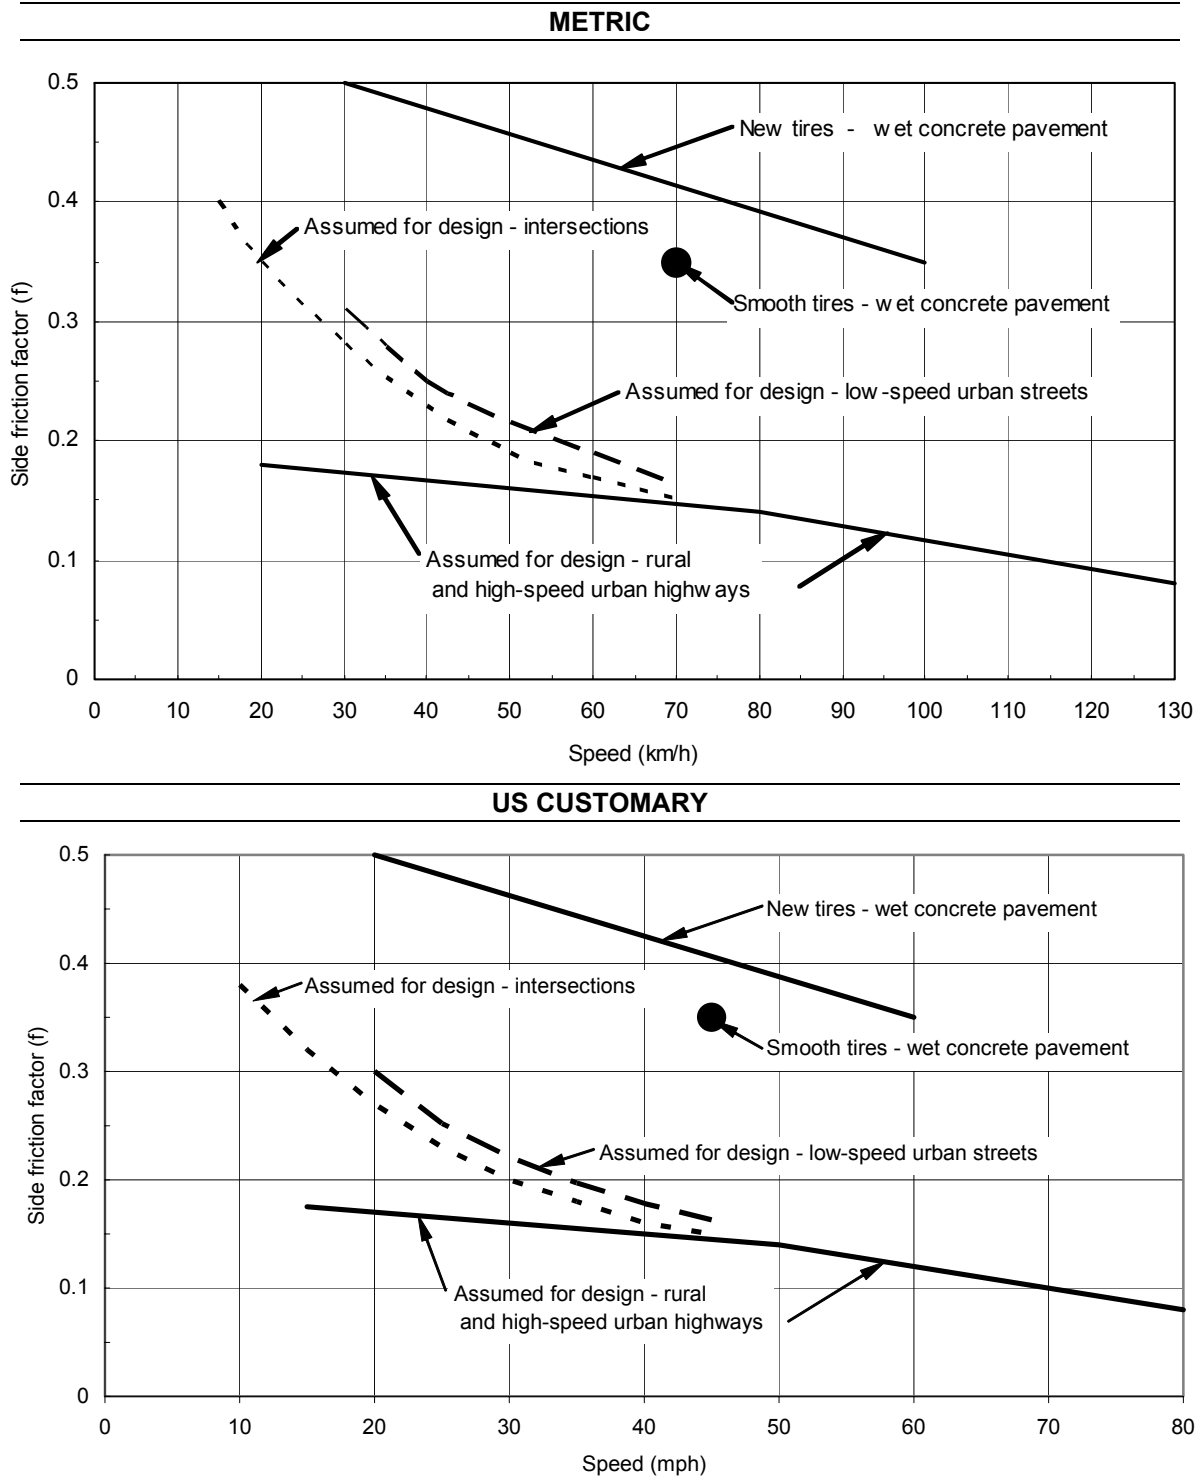 METRIC
0.5
New tires - wet concrete pavement
0.4
Assumed for design - intersections
Smooth tires - wet concrete pavement
0.3
Side friction factor (f)
Assumed for design - low-speed urban streets
0.2
Assumed for design - rural
and high-speed urban highways
0.1
0
0 10 20 30 40 50 60 70 80 90 100 110 120 130
Speed (km/h)
US CUSTOMARY
0.5
New tires - wet concrete pavement
0.4
Assumed for design - intersections
Smooth tires - wet concrete pavement
0.3
Side friction factor (f)
Assumed for design - low-speed urban streets
0.2
Assumed for design - rural
and high-speed urban highways
0.1
0
0 10 20 30 40 50 60 70 80
Speed (mph)